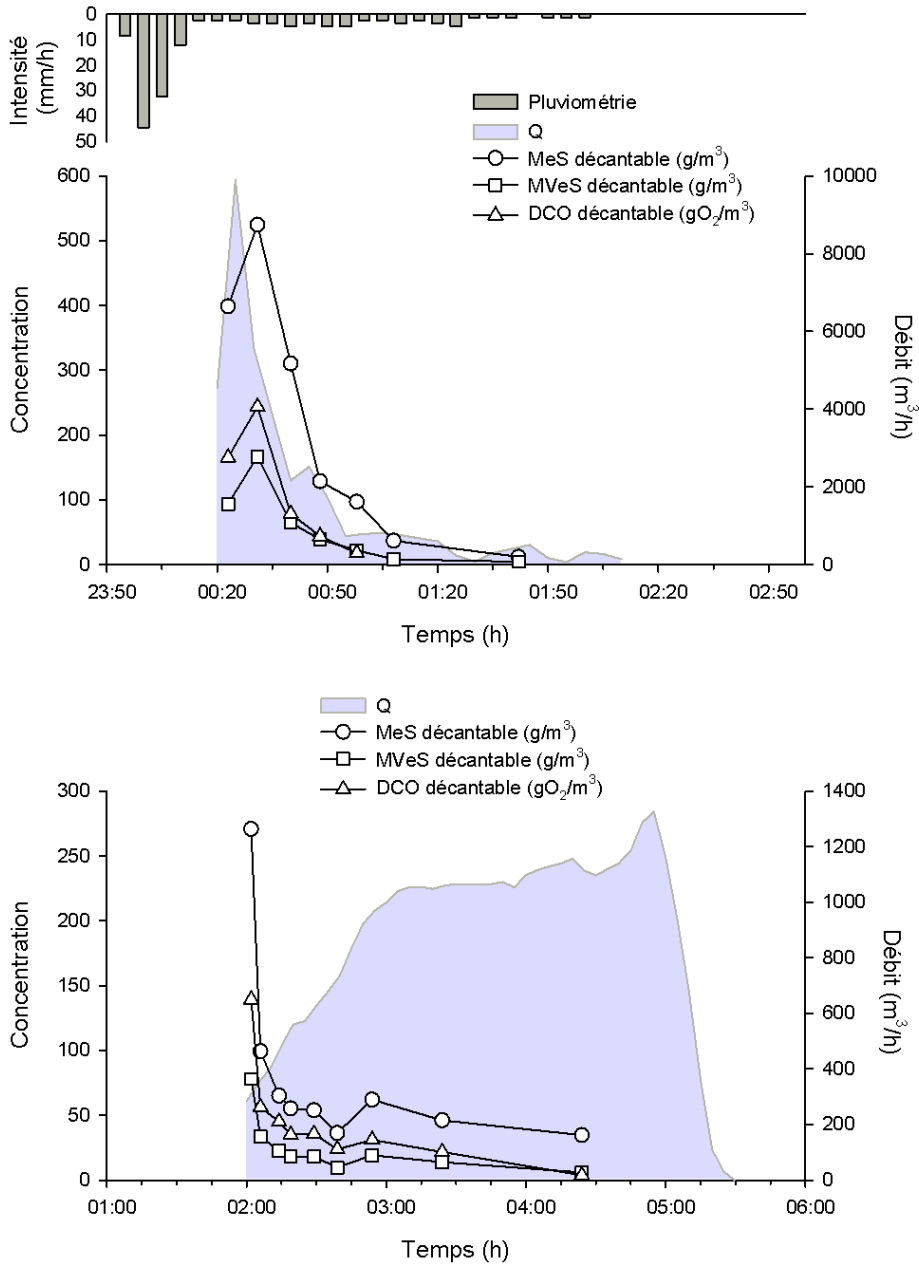 0
10
20
30
40
50
Intensité
(mm/h)
Pluviométrie
Q
MeS décantable (g/m³)
MVeS décantable (g/m³)
DCO décantable (gO₂/m³)
600
500
400
300
200
100
0
Concentration
10000
8000
6000
4000
2000
0
Débit (m³/h)
23:50
00:20
00:50
01:20
01:50
02:20
02:50
Temps (h)
Q
MeS décantable (g/m³)
MVeS décantable (g/m³)
DCO décantable (gO₂/m³)
300
250
200
150
100
50
0
Concentration
1400
1200
1000
800
600
400
200
0
Débit (m³/h)
01:00
02:00
03:00
04:00
05:00
06:00
Temps (h)